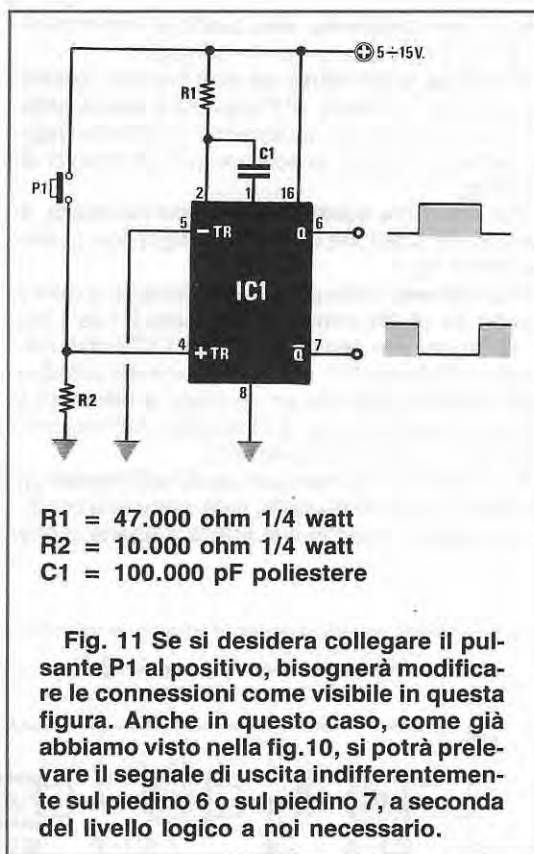 5÷15V.
R1
C1
P1
2
1
16
5
-TR
Q
6
IC1
4
+TR
Q̅
7
8
R2
R1 = 47.000 ohm 1/4 watt
R2 = 10.000 ohm 1/4 watt
C1 = 100.000 pF poliestere
Fig. 11 Se si desidera collegare il pul-
sante P1 al positivo, bisognerà modifica-
re le connessioni come visibile in questa
figura. Anche in questo caso, come già
abbiamo visto nella fig.10, si potrà prele-
vare il segnale di uscita indifferentemen-
te sul piedino 6 o sul piedino 7, a seconda
del livello logico a noi necessario.